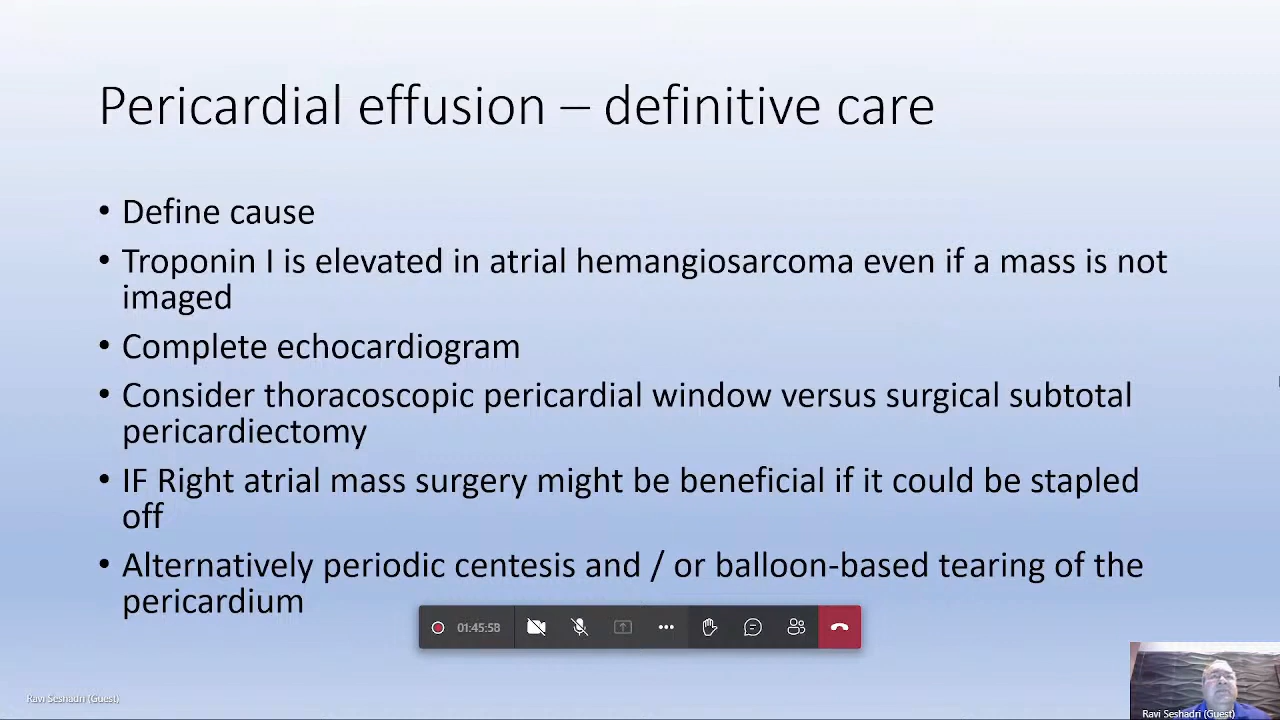 Pericardial effusion – definitive care
• Define cause
• Troponin I is elevated in atrial hemangiosarcoma even if a mass is not
imaged
• Complete echocardiogram
• Consider thoracoscopic pericardial window versus surgical subtotal
pericardiectomy
• IF Right atrial mass surgery might be beneficial if it could be stapled
off
• Alternatively periodic centesis and / or balloon-based tearing of the
pericardium
01:45:58
Ravi Seshadri (Guest)
Ravi Seshadri (Guest)